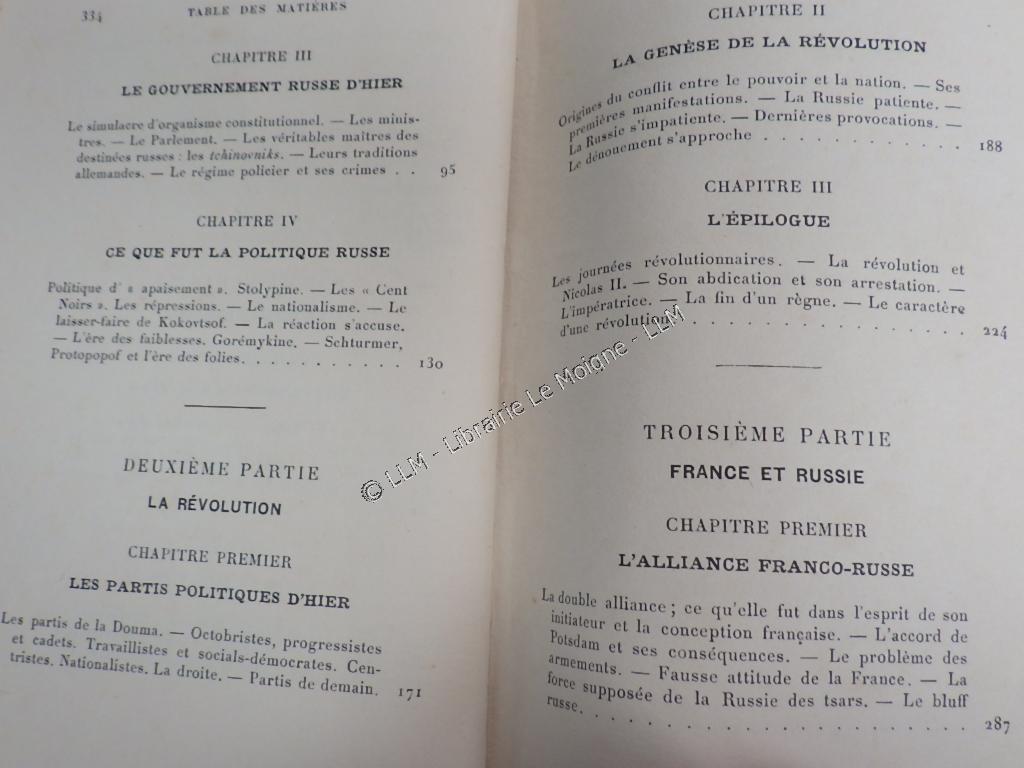 334 TABLE DES MATIÈRES
CHAPITRE III
LE GOUVERNEMENT RUSSE D'HIER
Le simulacre d'organisme constitutionnel. — Les minis-
tres. — Le Parlement. — Les véritables maîtres des
destinées russes : les tchinovniks. — Leurs traditions
allemandes. — Le régime policier et ses crimes . . 95
CHAPITRE IV
CE QUE FUT LA POLITIQUE RUSSE
Politique d' « apaisement ». Stolypine. — Les « Cent
Noirs ». Les répressions. — Le nationalisme. — Le
laisser-faire de Kokovtsof. — La réaction s'accuse.
— L'ère des faiblesses. Gorémykine. — Schturmer,
Protopopof et l'ère des folies. . . . . . . . . . . 130
DEUXIÈME PARTIE
LA RÉVOLUTION
CHAPITRE PREMIER
LES PARTIS POLITIQUES D'HIER
Les partis de la Douma. — Octobristes, progressistes
et cadets. Travaillistes et socials-démocrates. Cen-
tristes. Nationalistes. La droite. — Partis de demain. 171
CHAPITRE II
LA GENÈSE DE LA RÉVOLUTION
Origines du conflit entre le pouvoir et la nation. — Ses
premières manifestations. — La Russie patiente. —
La Russie s'impatiente. — Dernières provocations. —
Le dénouement s'approche . . . . . . . . . . . . 188
CHAPITRE III
L'ÉPILOGUE
Les journées révolutionnaires. — La révolution et
Nicolas II. — Son abdication et son arrestation. —
L'impératrice. — La fin d'un règne. — Le caractère
d'une révolution. . . . . . . . . . . . . . . . . 224
TROISIÈME PARTIE
FRANCE ET RUSSIE
CHAPITRE PREMIER
L'ALLIANCE FRANCO-RUSSE
La double alliance ; ce qu'elle fut dans l'esprit de son
initiateur et la conception française. — L'accord de
Potsdam et ses conséquences. — Le problème des
armements. — Fausse attitude de la France. — La
force supposée de la Russie des tsars. — Le bluff
russe. . . . . . . . . . . . . . . . . . . 287
© LLM - Librairie Le Moigne - LLM